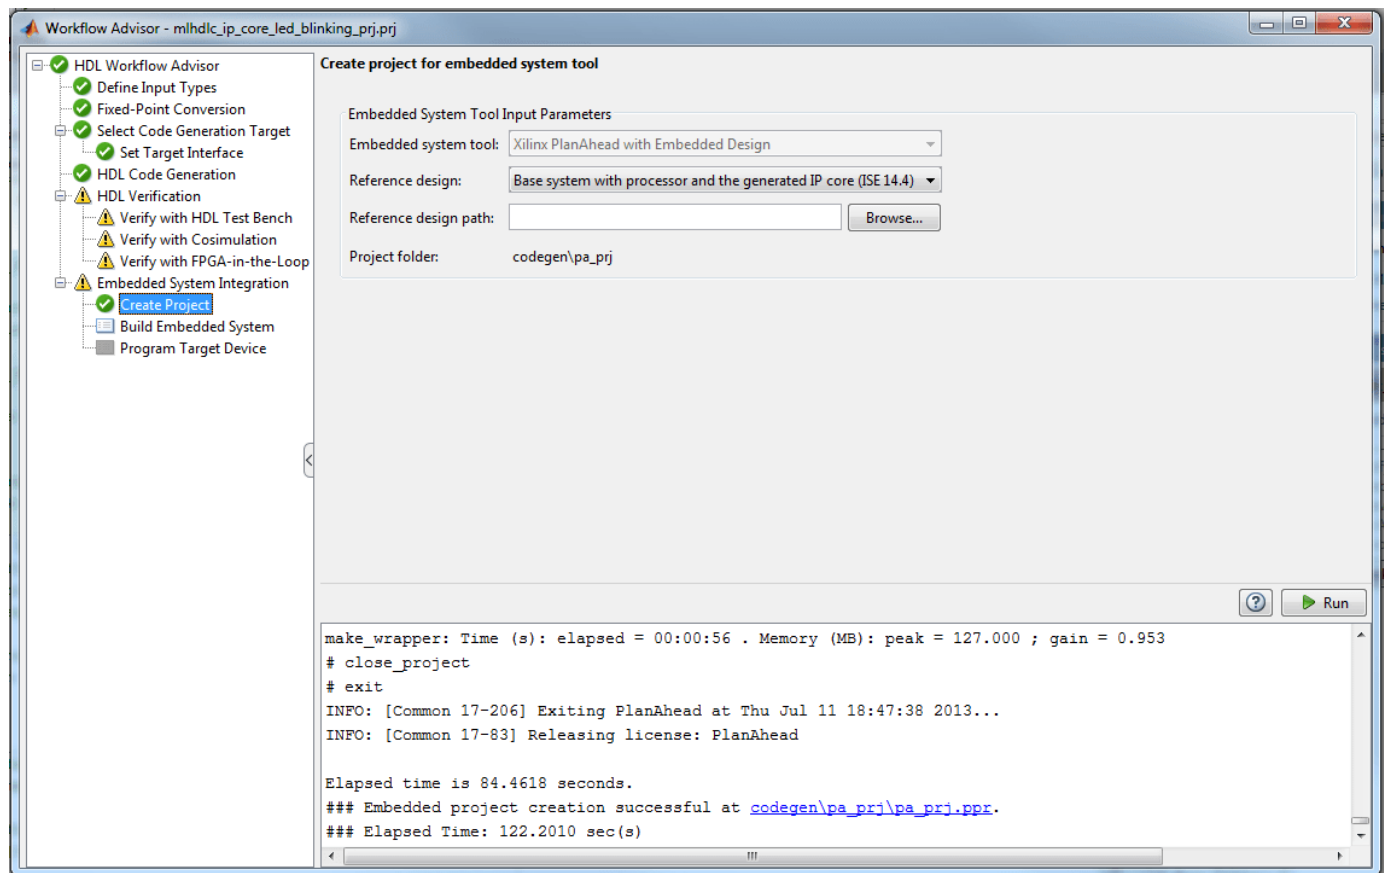 Workflow Advisor - mlhdlc_ip_core_led_blinking_prj.prj
HDL Workflow Advisor
Define Input Types
Fixed-Point Conversion
Select Code Generation Target
Set Target Interface
HDL Code Generation
HDL Verification
Verify with HDL Test Bench
Verify with Cosimulation
Verify with FPGA-in-the-Loop
Embedded System Integration
Create Project
Build Embedded System
Program Target Device
Create project for embedded system tool
Embedded System Tool Input Parameters
Embedded system tool: Xilinx PlanAhead with Embedded Design
Reference design: Base system with processor and the generated IP core (ISE 14.4)
Reference design path: Browse...
Project folder: codegen\pa_prj
Run
make_wrapper: Time (s): elapsed = 00:00:56 . Memory (MB): peak = 127.000 ; gain = 0.953
# close_project
# exit
INFO: [Common 17-206] Exiting PlanAhead at Thu Jul 11 18:47:38 2013...
INFO: [Common 17-83] Releasing license: PlanAhead
Elapsed time is 84.4618 seconds.
### Embedded project creation successful at codegen\pa_prj\pa_prj.ppr.
### Elapsed Time: 122.2010 sec(s)